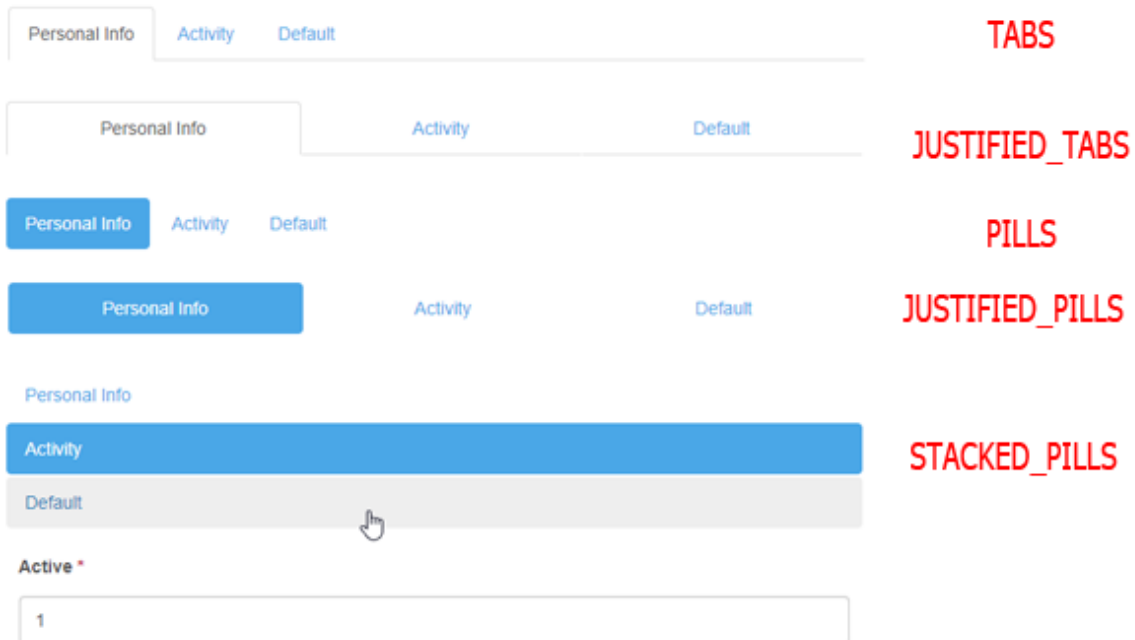 Personal Info Activity Default TABS
Personal Info Activity Default JUSTIFIED_TABS
Personal Info Activity Default PILLS
Personal Info Activity Default JUSTIFIED_PILLS
Personal Info
Activity STACKED_PILLS
Default
Active *
1